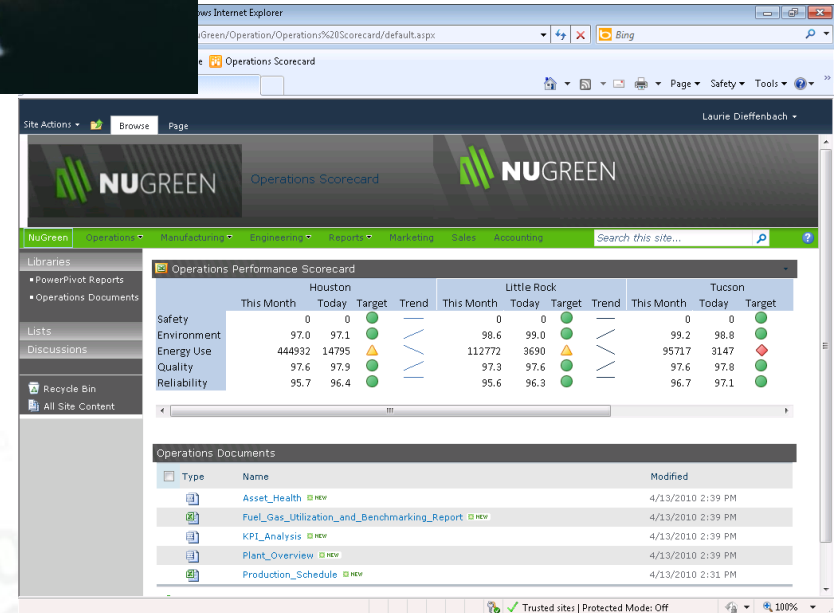 ows Internet Explorer
uGreen/Operation/Operations%20Scorecard/default.aspx
Bing
e Operations Scorecard
Page Safety Tools
Site Actions Browse Page Laurie Dieffenbach
NUGREEN Operations Scorecard NUGREEN
NuGreen Operations Manufacturing Engineering Reports Marketing Sales Accounting Search this site...
Libraries
PowerPivot Reports
Operations Documents
Lists
Discussions
Recycle Bin
All Site Content
Operations Performance Scorecard
Houston Little Rock Tucson
This Month Today Target Trend This Month Today Target Trend This Month Today Target
Safety 0 0 0 0 0 0
Environment 97.0 97.1 98.6 99.0 99.2 98.8
Energy Use 444932 14795 112772 3690 95717 3147
Quality 97.6 97.9 97.3 97.6 97.6 97.8
Reliability 95.7 96.4 95.6 96.3 96.7 97.1
Operations Documents
Type Name Modified
Asset_Health NEW 4/13/2010 2:39 PM
Fuel_Gas_Utilization_and_Benchmarking_Report NEW 4/13/2010 2:39 PM
KPI_Analysis NEW 4/13/2010 2:39 PM
Plant_Overview NEW 4/13/2010 2:39 PM
Production_Schedule NEW 4/13/2010 2:31 PM
Trusted sites | Protected Mode: Off 100%